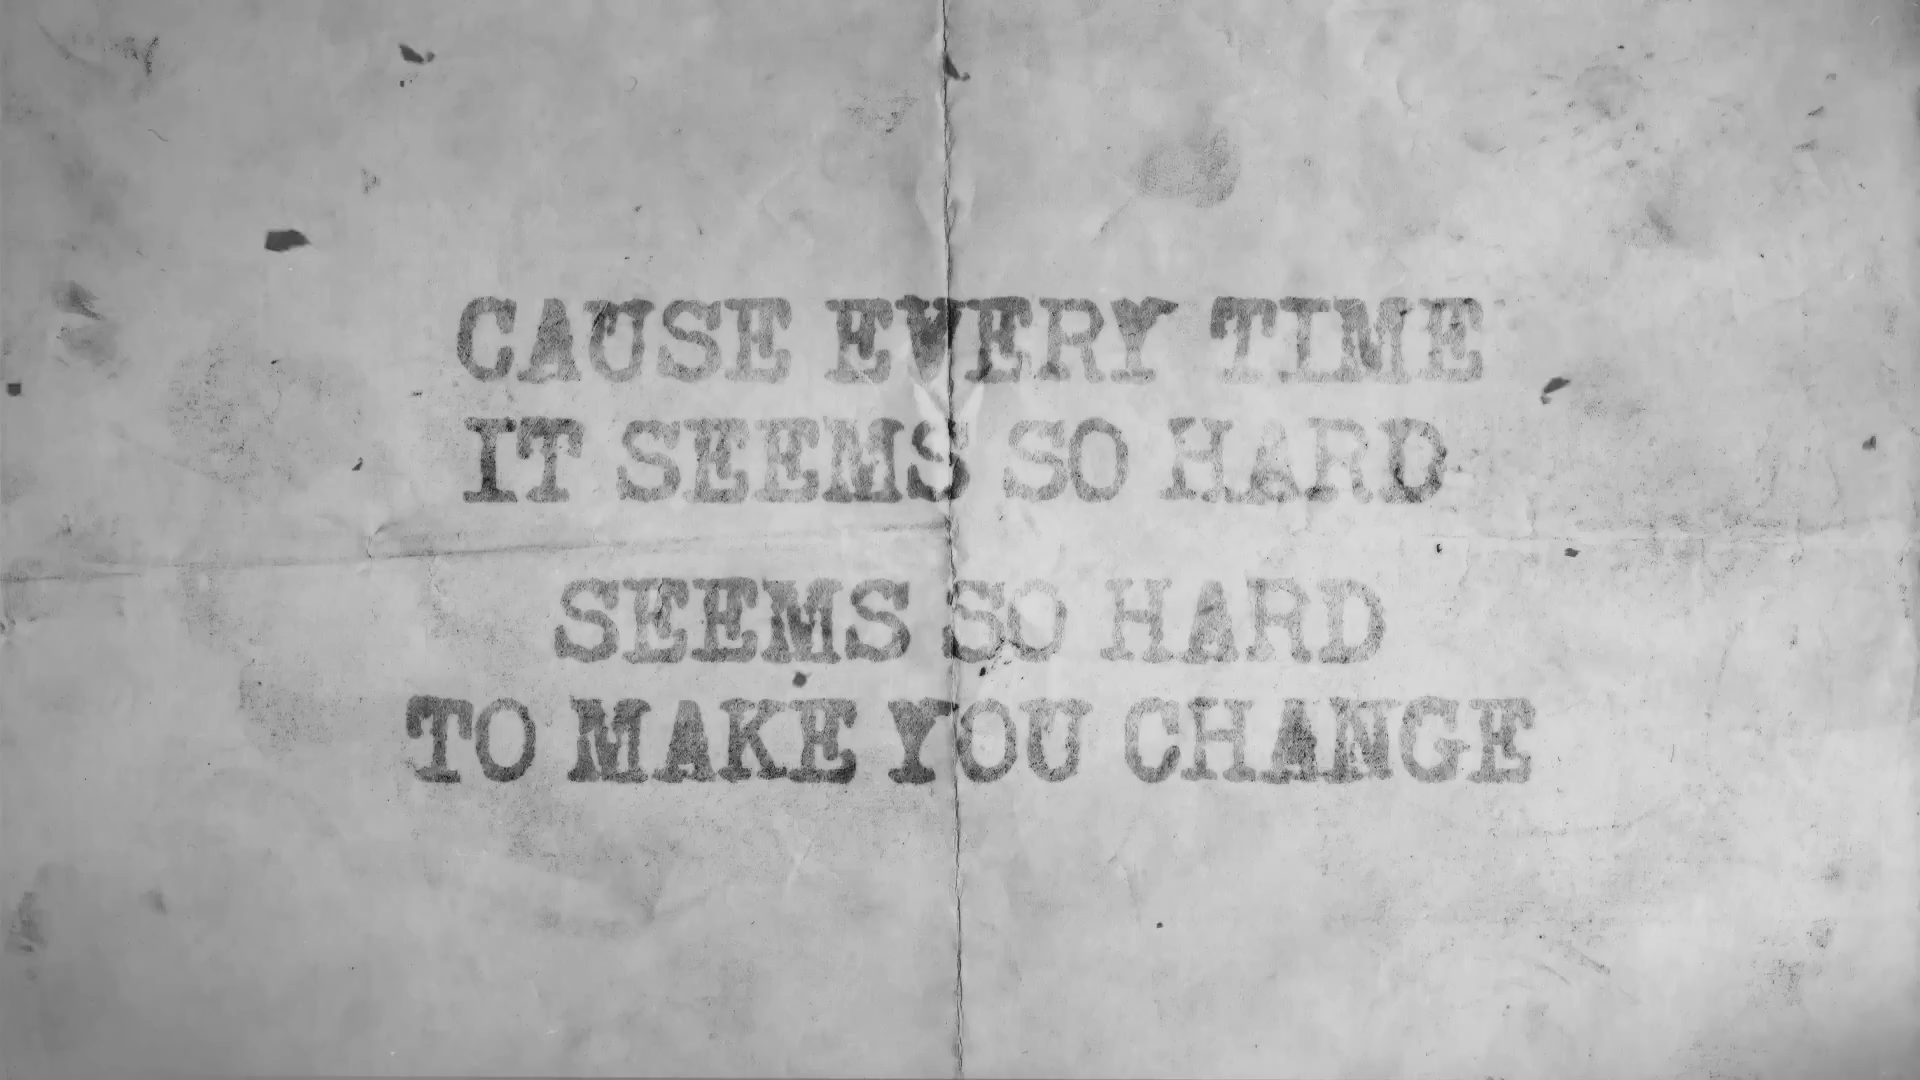 CAUSE EVERY TIME
IT SEEMS SO HARD
SEEMS SO HARD
TO MAKE YOU CHANGE